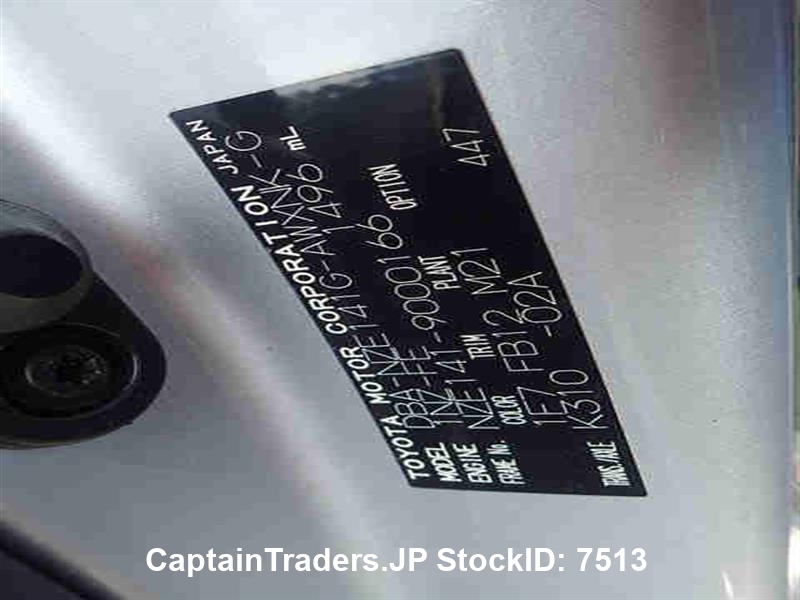 TOYOTA MOTOR CORPORATION JAPAN
MODEL DBA-NZE141G-AWXNK-G
ENGINE 1NZ-FE 1496 mL
FRAME No. NZE141-9000166
COLOR TRIM PLANT OPTION
1E7 FB12 M21 447
TRANS./AXLE K310 -02A
CaptainTraders.JP StockID: 7513